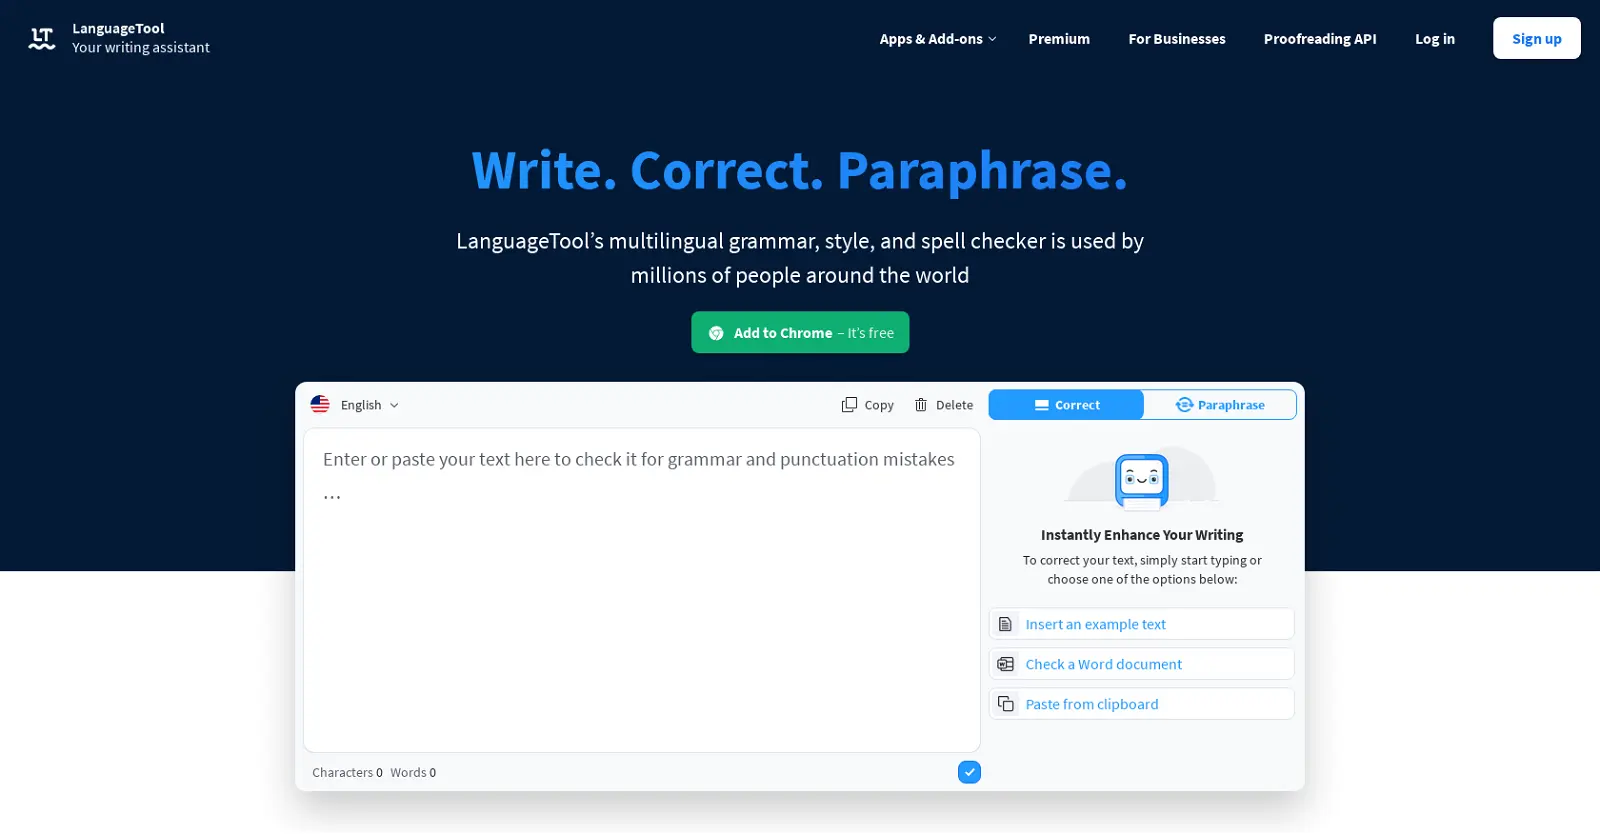 LanguageTool
Your writing assistant
Apps & Add-ons
Premium
For Businesses
Proofreading API
Log in
Sign up
Write. Correct. Paraphrase.
LanguageTool’s multilingual grammar, style, and spell checker is used by
millions of people around the world
Add to Chrome – It’s free
English
Copy
Delete
Correct
Paraphrase
Enter or paste your text here to check it for grammar and punctuation mistakes
…
Instantly Enhance Your Writing
To correct your text, simply start typing or
choose one of the options below:
Insert an example text
Check a Word document
Paste from clipboard
Characters 0 Words 0